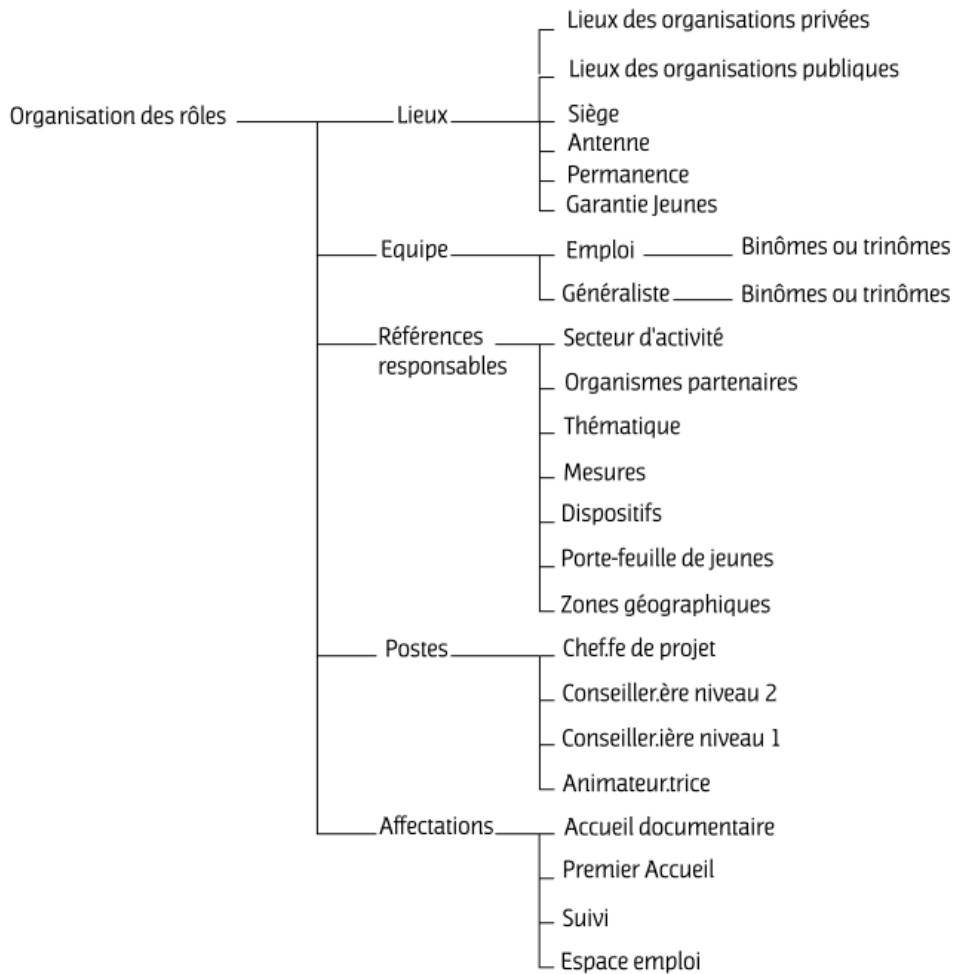 Lieux des organisations privées
Lieux des organisations publiques
Organisation des rôles
Lieux
Siège
Antenne
Permanence
Garantie Jeunes
Equipe
Emploi
Binômes ou trinômes
Généraliste
Binômes ou trinômes
Références
responsables
Secteur d'activité
Organismes partenaires
Thématique
Mesures
Dispositifs
Porte-feuille de jeunes
Zones géographiques
Postes
Chef.fe de projet
Conseiller.ère niveau 2
Conseiller.ière niveau 1
Animateur.trice
Affectations
Accueil documentaire
Premier Accueil
Suivi
Espace emploi